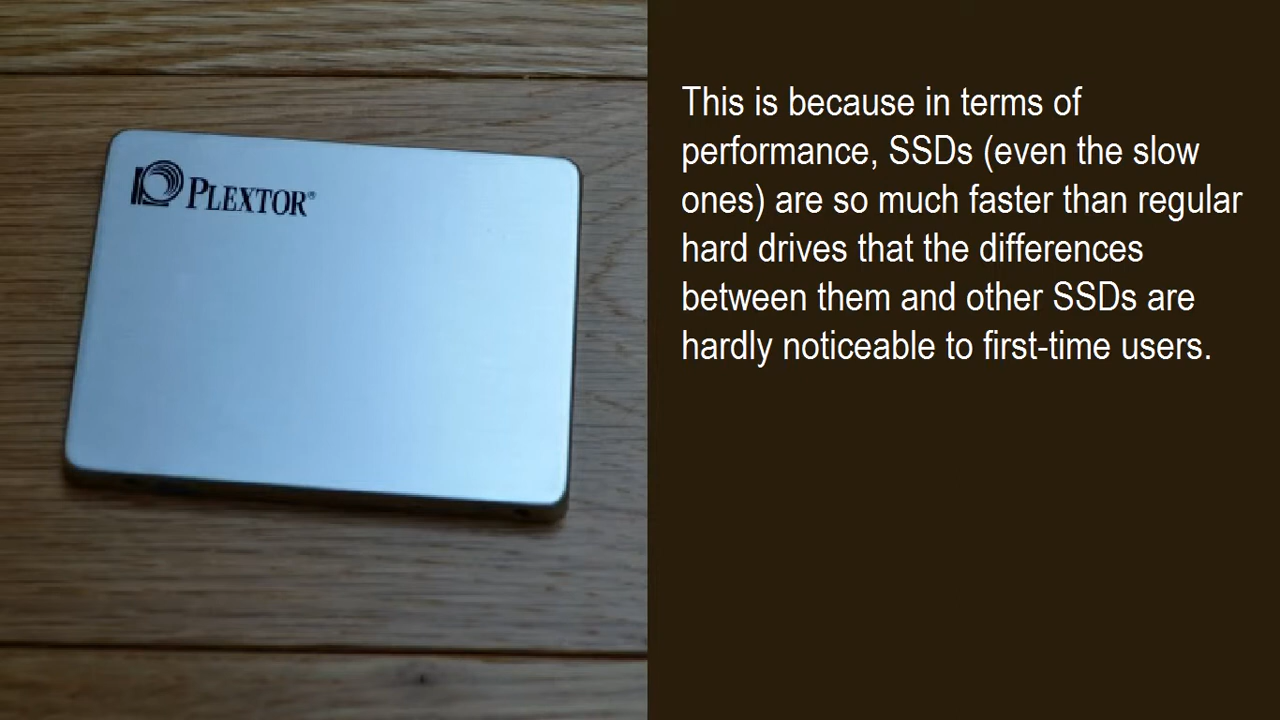 PLEXTOR®
This is because in terms of
performance, SSDs (even the slow
ones) are so much faster than regular
hard drives that the differences
between them and other SSDs are
hardly noticeable to first-time users.